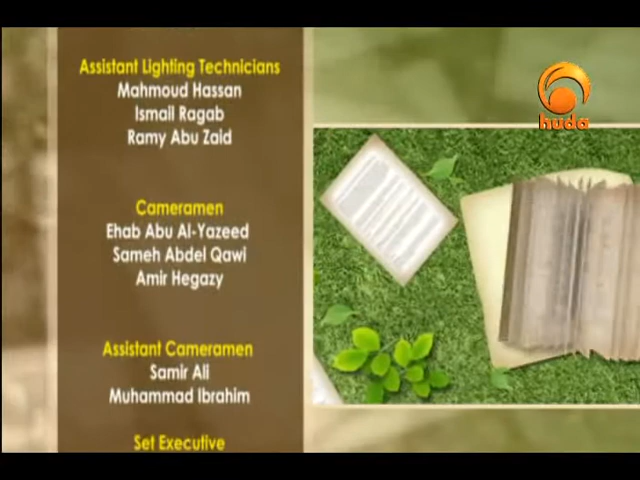 Assistant Lighting Technicians
Mahmoud Hassan
Ismail Ragab
Ramy Abu Zaid
Cameramen
Ehab Abu Al-Yazeed
Sameh Abdel Qawi
Amir Hegazy
Assistant Cameramen
Samir Ali
Muhammad Ibrahim
Set Executive
huda